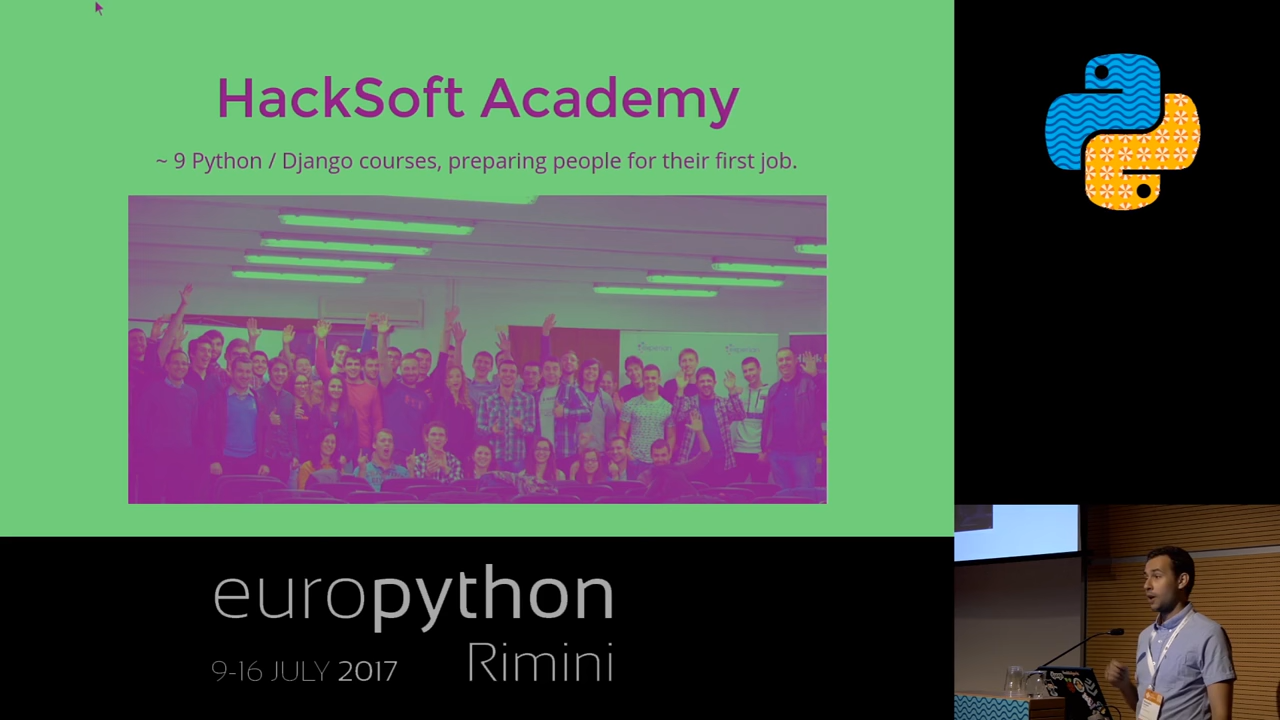 HackSoft Academy
~ 9 Python / Django courses, preparing people for their first job.
europython
Rimini
9-16 JULY 2017